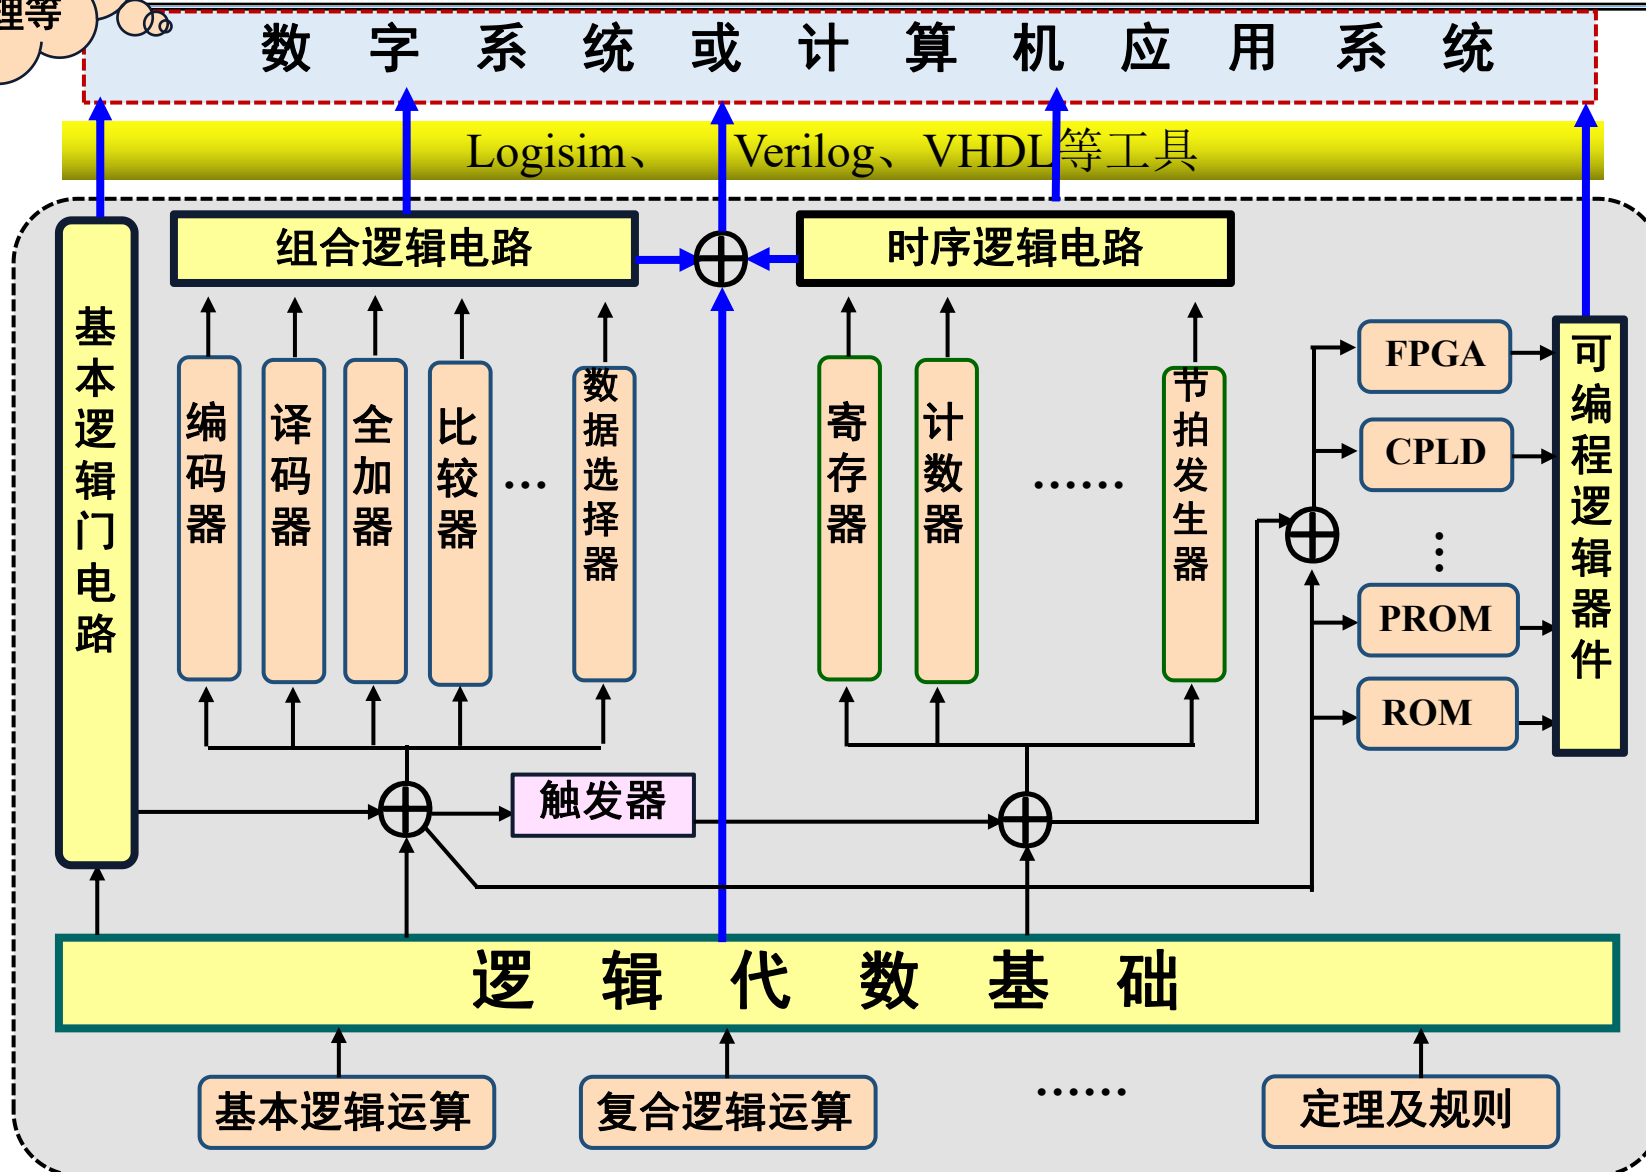 理等
数字系统或计算机应用系统
Logisim、 Verilog、VHDL等工具
组合逻辑电路
时序逻辑电路
基本逻辑门电路
编码器
译码器
全加器
比较器
…
数据选择器
寄存器
计数器
……
节拍发生器
FPGA
CPLD
⋮
PROM
ROM
可编程逻辑器件
触发器
逻辑代数基础
基本逻辑运算
复合逻辑运算
……
定理及规则